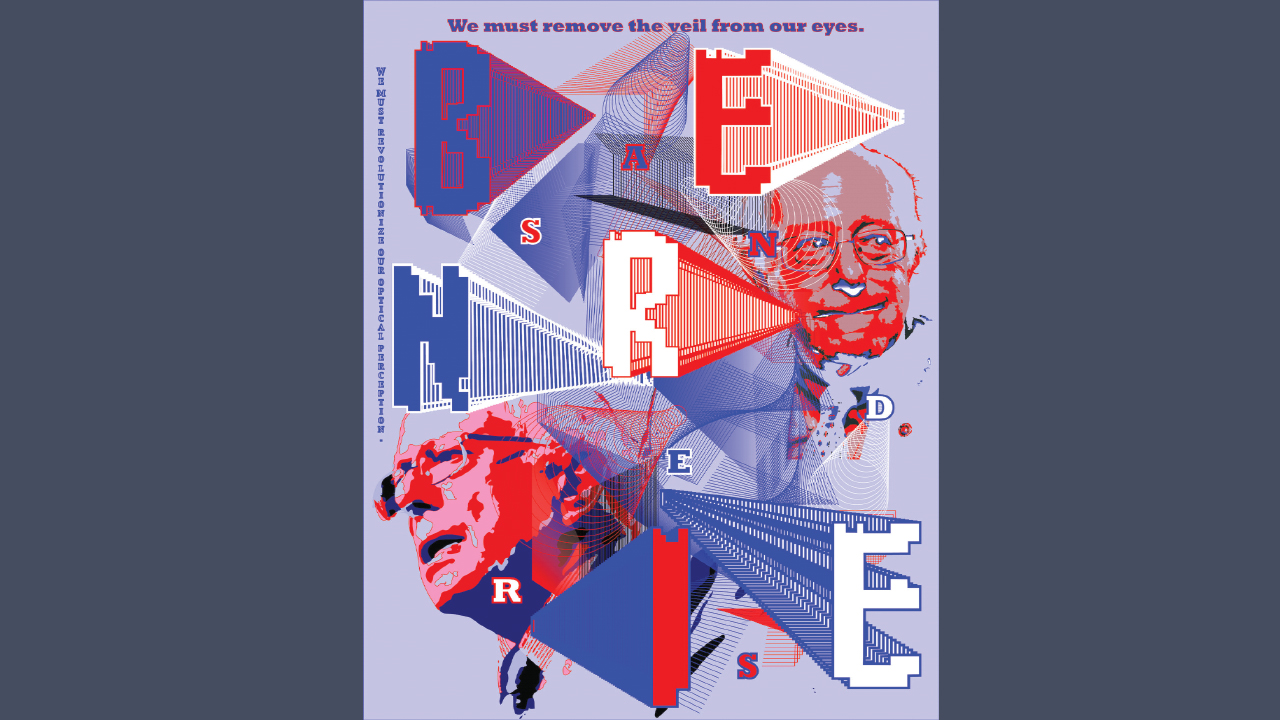 We must remove the veil from our eyes.
WE MUST REVOLUTIONIZE OUR OPTICAL PERCEPTION.
B E
S A N
N R
D
E
R I E
S